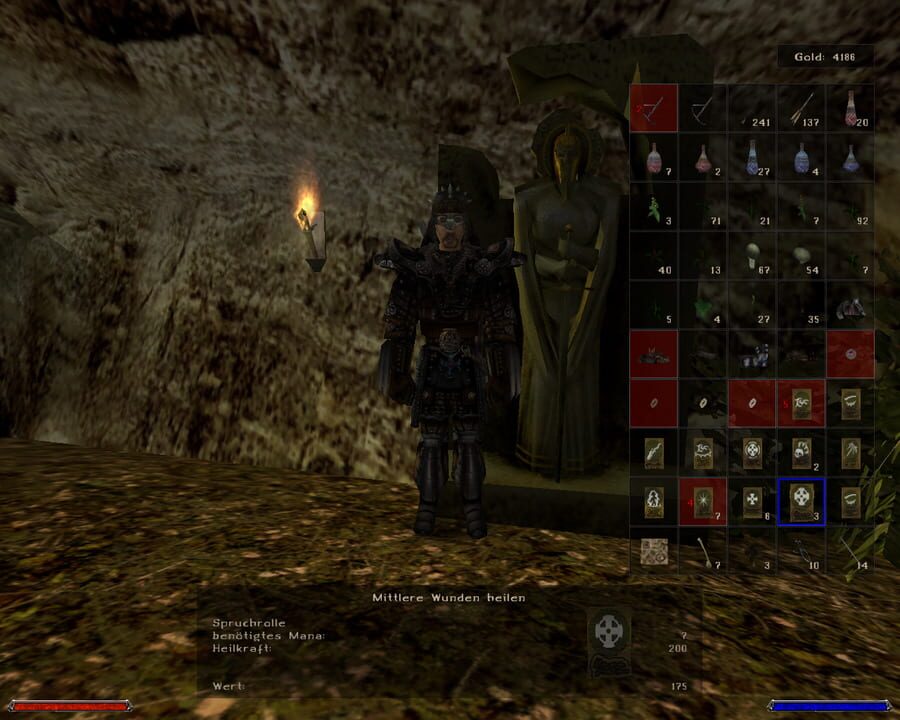 Gold: 4186
241 137 20
7 2 27 4
3 71 21 7 92
40 13 67 54 7
5 4 27 35
5
2
4 7 6 3
7 3 10 14
Mittlere Wunden heilen
Spruchrolle
benötigtes Mana: ?
Heilkraft: 200
Wert: 175